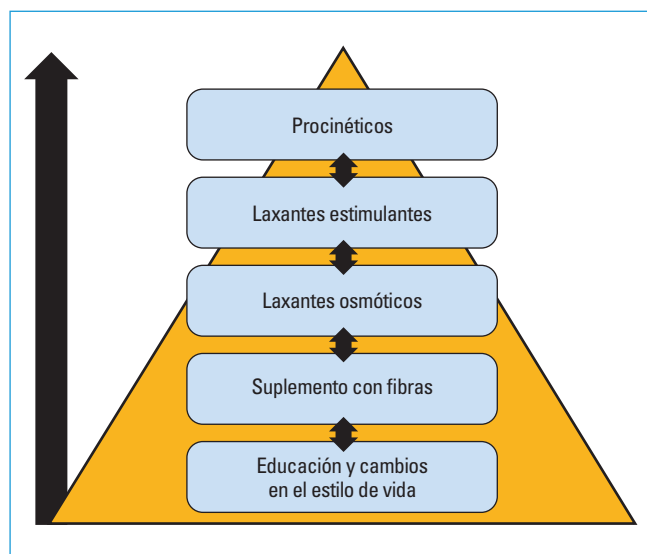 Procinéticos
Laxantes estimulantes
Laxantes osmóticos
Suplemento con fibras
Educación y cambios
en el estilo de vida